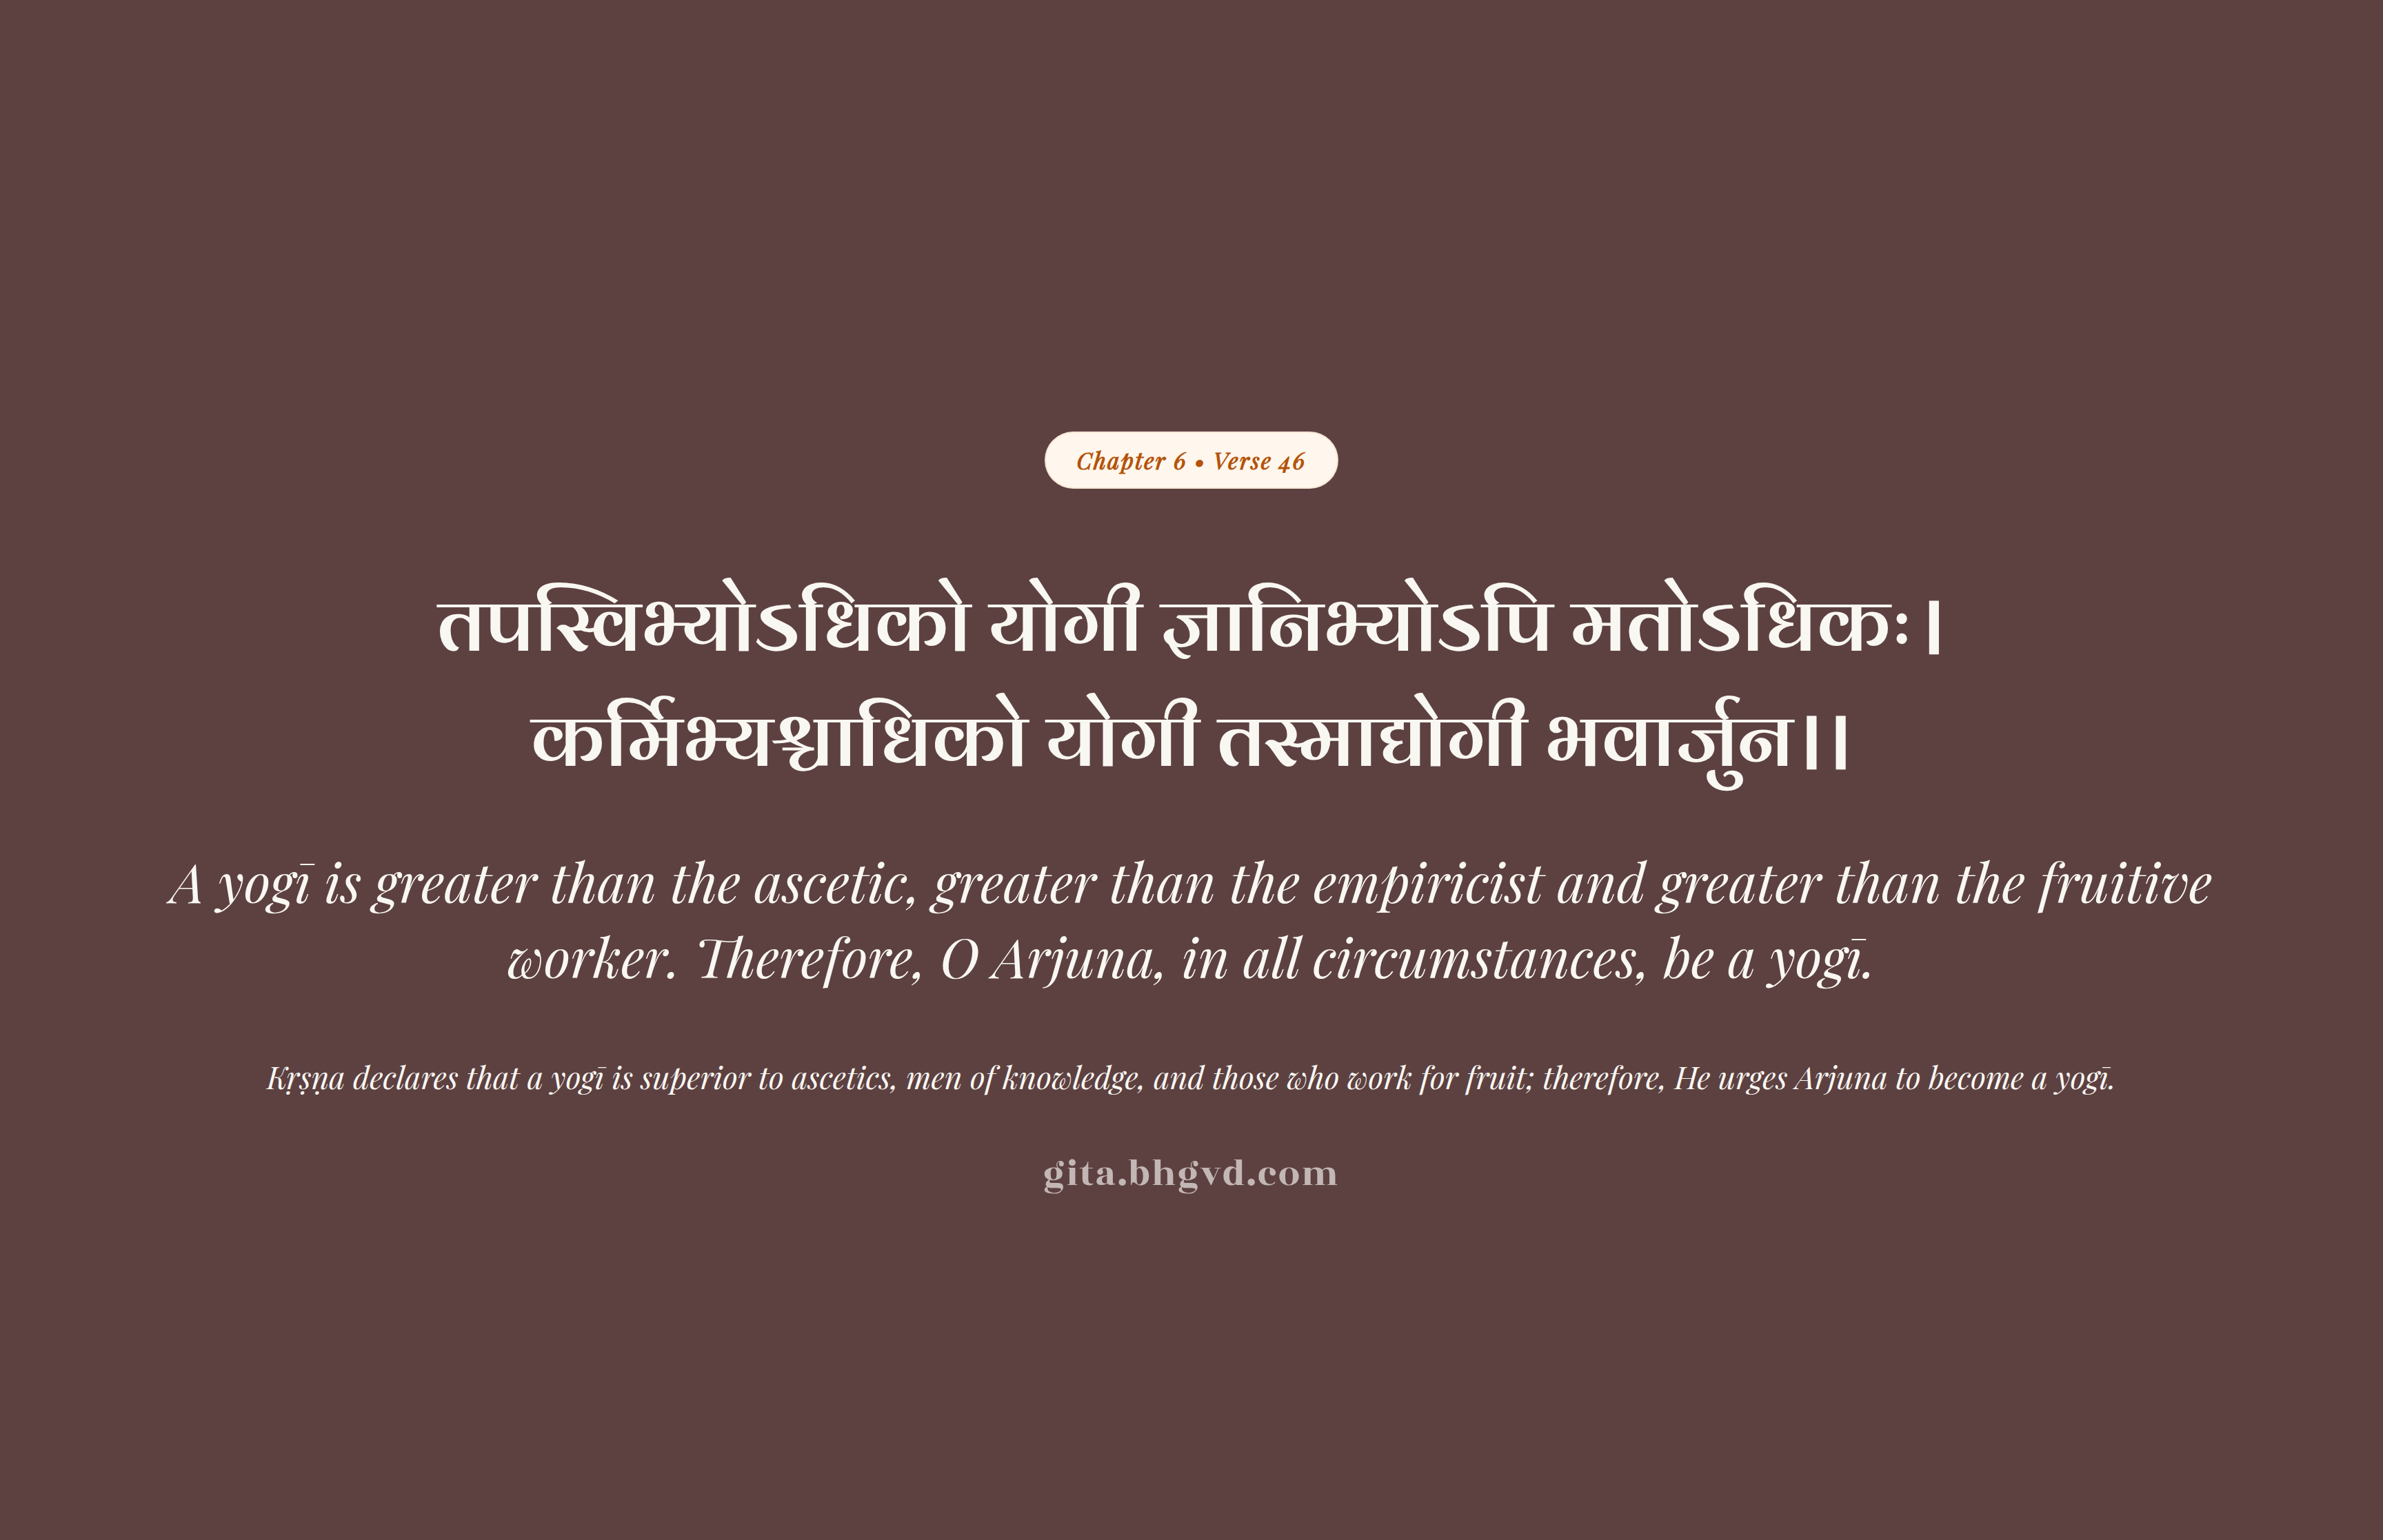 Chapter 6 • Verse 46
तपस्विभ्योऽधिको योगी ज्ञानिभ्योऽपि मतोऽधिकः।
कर्मिभ्यश्चाधिको योगी तस्माद्योगी भवार्जुन।।
A yogī is greater than the ascetic, greater than the empiricist and greater than the fruitive
worker. Therefore, O Arjuna, in all circumstances, be a yogī.
Kṛṣṇa declares that a yogī is superior to ascetics, men of knowledge, and those who work for fruit; therefore, He urges Arjuna to become a yogī.
gita.bhgvd.com